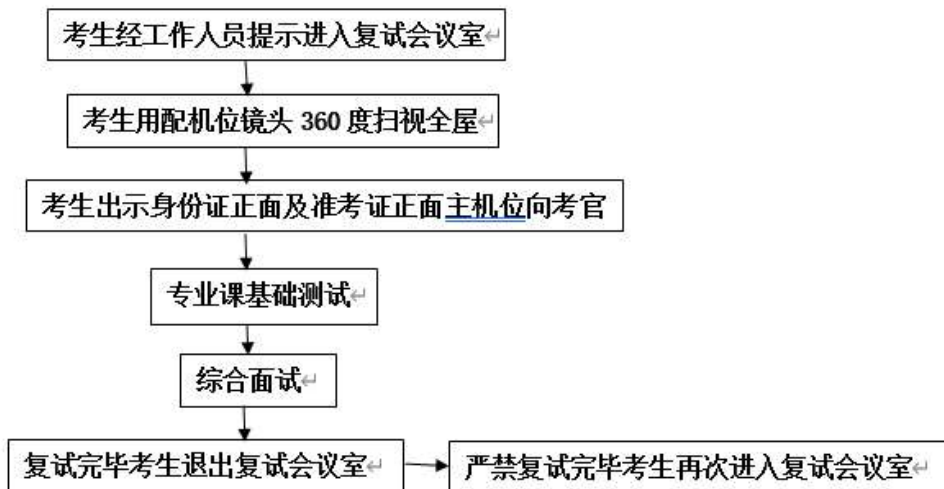 考生经工作人员提示进入复试会议室
考生用配机位镜头 360 度扫视全屋
考生出示身份证正面及准考证正面主机位向考官
专业课基础测试
综合面试
复试完毕考生退出复试会议室
严禁复试完毕考生再次进入复试会议室